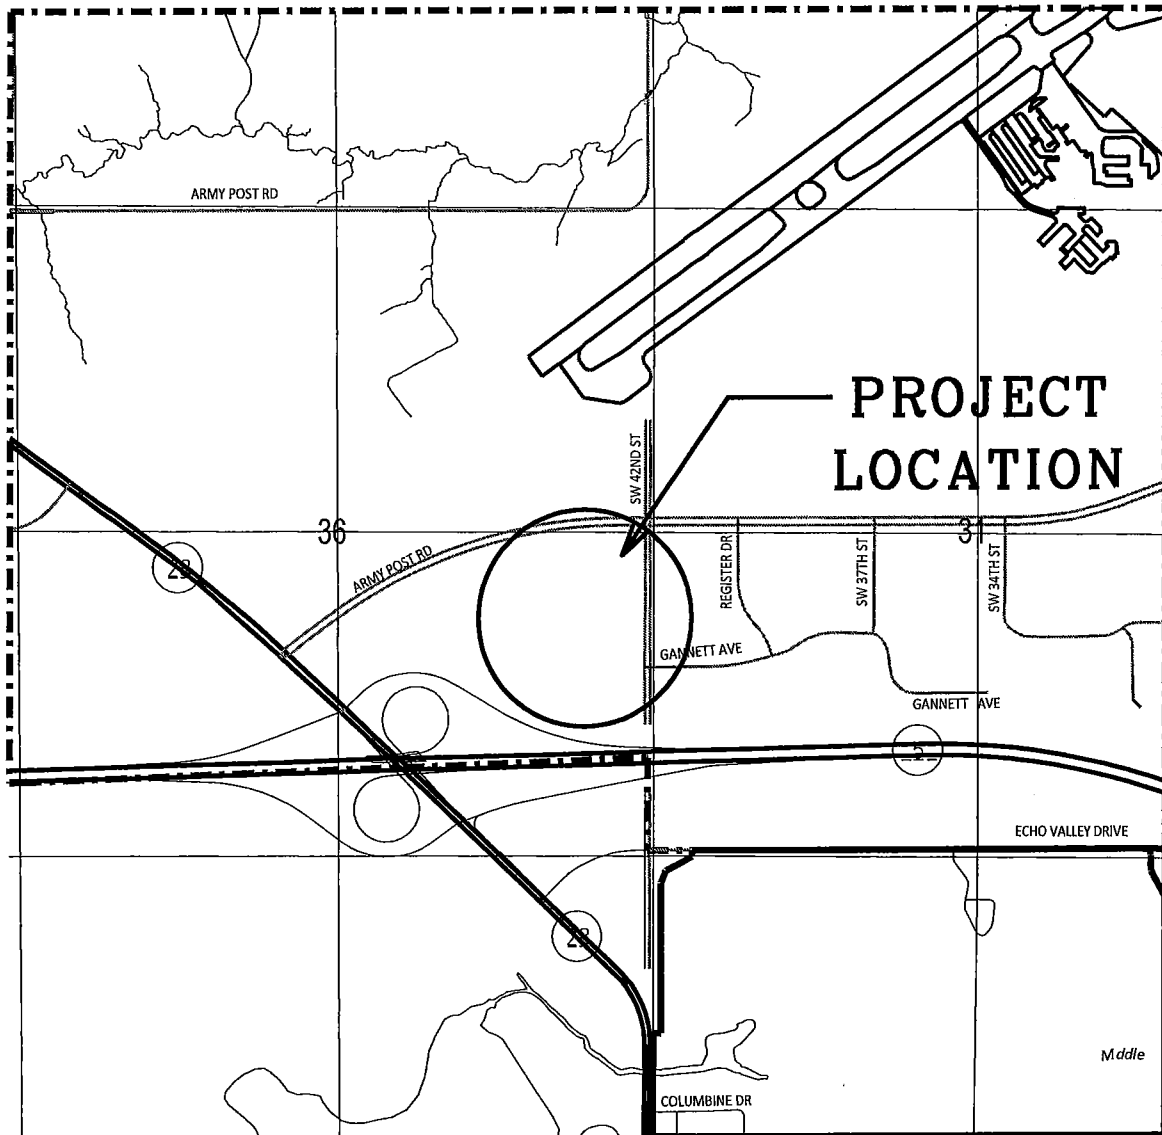 ARMY POST RD
PROJECT
LOCATION
SW 42ND ST
36
31
ARMY POST RD
REGISTER DR
SW 37TH ST
SW 34TH ST
GANNETT AVE
GANNETT AVE
5
ECHO VALLEY DRIVE
Mddle
COLUMBINE DR